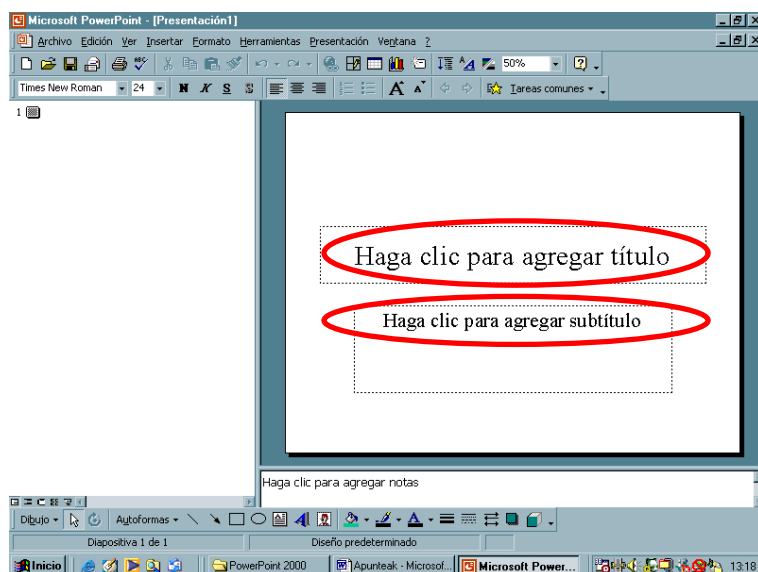 Microsoft PowerPoint - [Presentación1]
Archivo Edición Ver Insertar Formato Herramientas Presentación Ventana ?
50%
Times New Roman 24 N K S S Tareas comunes
1
Haga clic para agregar título
Haga clic para agregar subtítulo
Haga clic para agregar notas
Dibujo Autoformas
Diapositiva 1 de 1 Diseño predeterminado
Inicio PowerPoint 2000 Apunteak - Microsof... Microsoft Power... 13:18